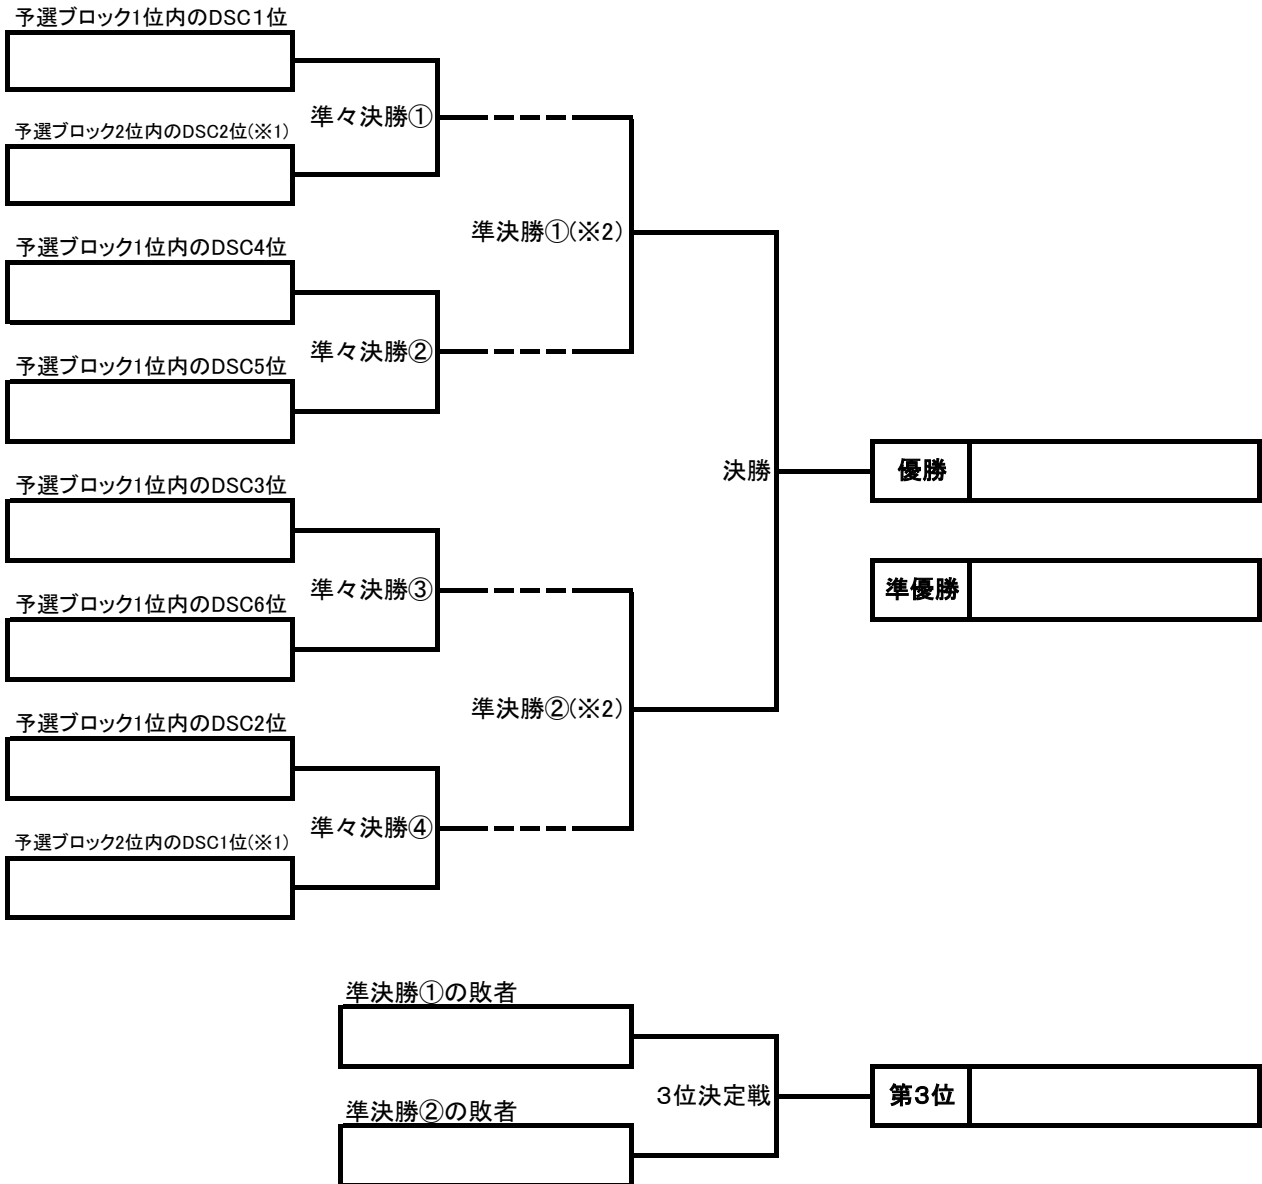 予選ブロック1位内のDSC１位
準々決勝①
予選ブロック2位内のDSC2位(※1)
準決勝①(※2)
予選ブロック1位内のDSC4位
準々決勝②
予選ブロック1位内のDSC5位
決勝
優勝
予選ブロック1位内のDSC3位
準々決勝③
準優勝
予選ブロック1位内のDSC6位
準決勝②(※2)
予選ブロック1位内のDSC2位
準々決勝④
予選ブロック2位内のDSC1位(※1)
準決勝①の敗者
３位決定戦
第３位
準決勝②の敗者